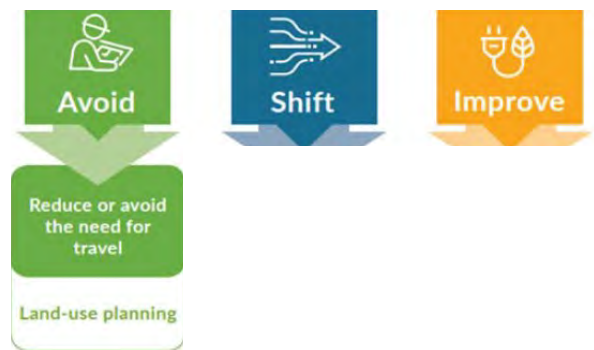 Avoid
Shift
Improve
Reduce or avoid
the need for
travel
Land-use planning